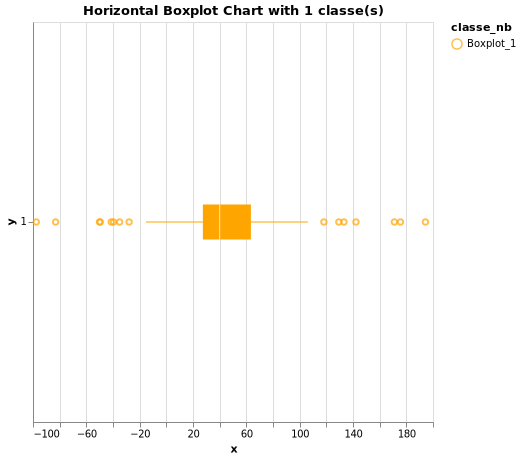 Horizontal Boxplot Chart with 1 classe(s)
classe_nb
Boxplot_1
y
1
−100 −60 −20 20 60 100 140 180
x